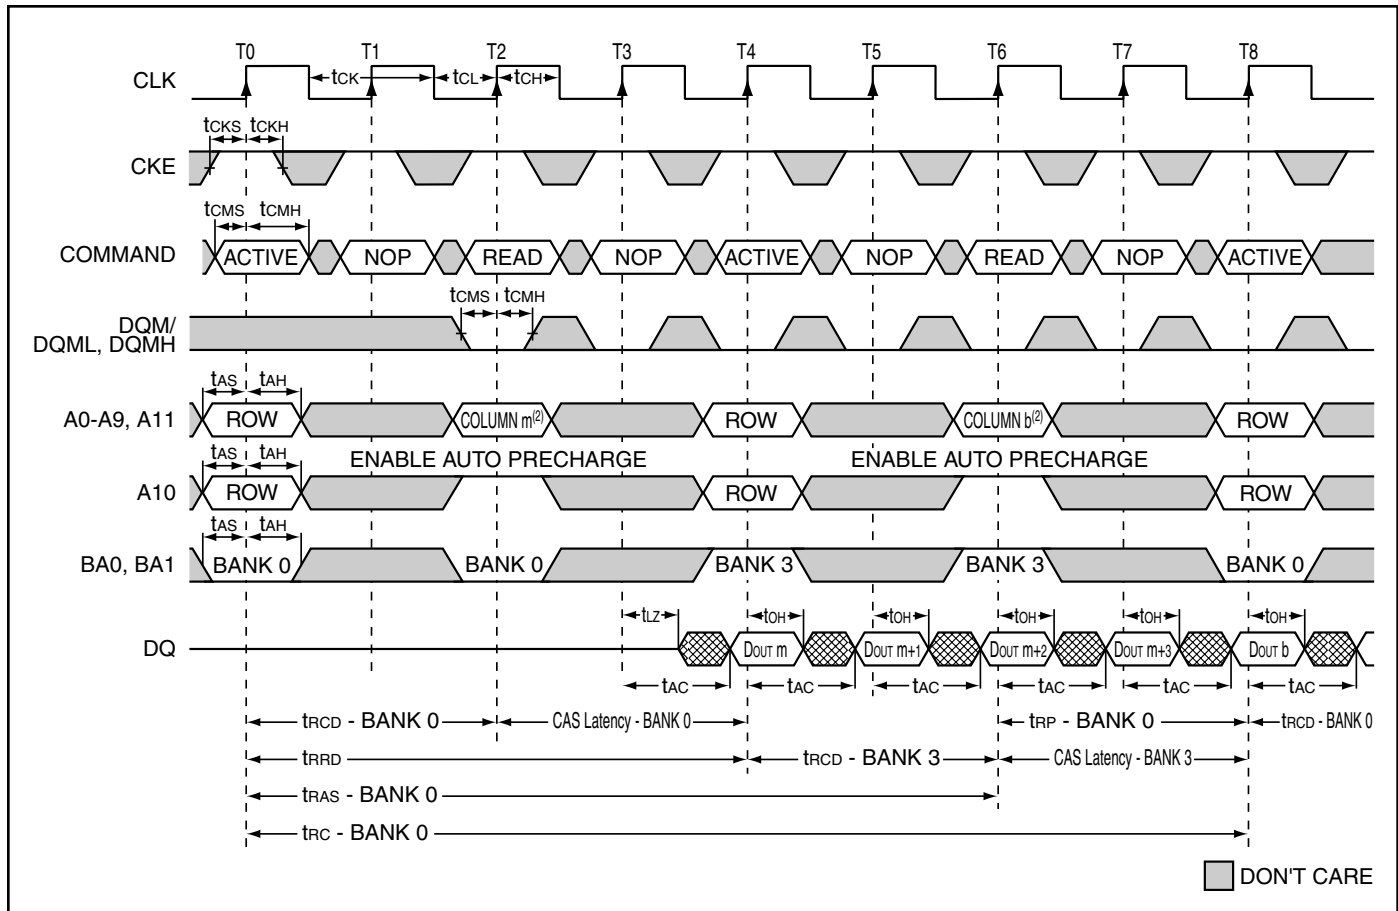 T0 T1 T2 T3 T4 T5 T6 T7 T8
CLK tCK tCL tCH
tCKS tCKH
CKE
tCMS tCMH
COMMAND ACTIVE NOP READ NOP ACTIVE NOP READ NOP ACTIVE
tCMS tCMH
DQM/
DQML, DQMH
tAS tAH
A0-A9, A11 ROW COLUMN m(2) ROW COLUMN b(2) ROW
tAS tAH ENABLE AUTO PRECHARGE ENABLE AUTO PRECHARGE
A10 ROW ROW ROW
tAS tAH
BA0, BA1 BANK 0 BANK 0 BANK 3 BANK 3 BANK 0
tLZ tOH tOH tOH tOH tOH
DQ DOUT m DOUT m+1 DOUT m+2 DOUT m+3 DOUT b
tAC tAC tAC tAC tAC tAC
tRCD - BANK 0 CAS Latency - BANK 0 tRP - BANK 0 tRCD - BANK 0
tRRD tRCD - BANK 3 CAS Latency - BANK 3
tRAS - BANK 0
tRC - BANK 0
DON'T CARE